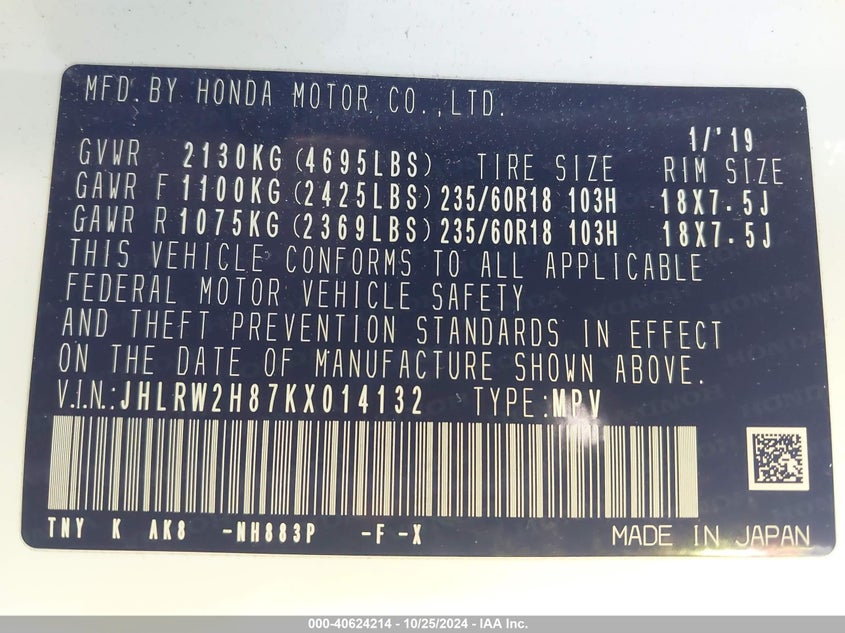 MFD. BY HONDA MOTOR CO., LTD.
1/'19
GVWR 2130KG (4695LBS) TIRE SIZE RIM SIZE
GAWR F 1100KG (2425LBS) 235/60R18 103H 18X7.5J
GAWR R 1075KG (2369LBS) 235/60R18 103H 18X7.5J
THIS VEHICLE CONFORMS TO ALL APPLICABLE
FEDERAL MOTOR VEHICLE SAFETY
AND THEFT PREVENTION STANDARDS IN EFFECT
ON THE DATE OF MANUFACTURE SHOWN ABOVE.
V.I.N.:JHLRW2H87KX014132 TYPE:MPV
TNY K AK8 -NH883P -F -X
MADE IN JAPAN
000-40624214 - 10/25/2024 - IAA Inc.